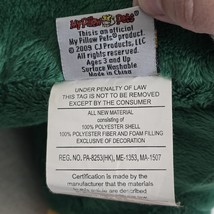 My Pillow Pets
This is an official
My Pillow Pets® product.
© 2009 CJ Products, LLC
All rights reserved.
Ages 3 and Up
Surface Washable
Made in China
UNDER PENALTY OF LAW
THIS TAG IS NOT TO BE REMOVED
EXCEPT BY THE CONSUMER
ALL NEW MATERIAL
consisting of
100% POLYESTER SHELL
100% POLYESTER FIBER AND FOAM FILLING
EXCLUSIVE OF DECORATION
REG. NO. PA-8253(HK), ME-1353, MA-1507
Certification is made by the
that the materials